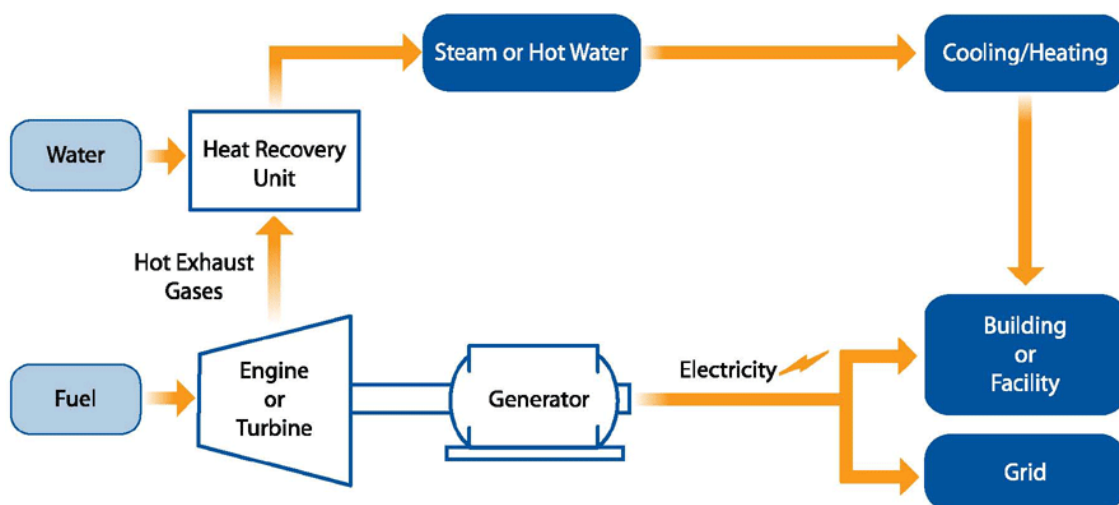 Steam or Hot Water
Cooling/Heating
Water
Heat Recovery
Unit
Hot Exhaust
Gases
Building
or
Facility
Fuel
Engine
or
Turbine
Generator
Electricity
Grid